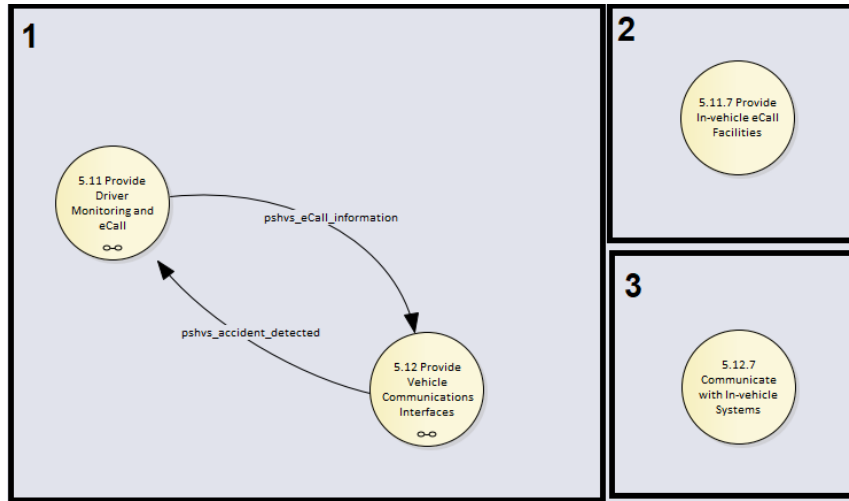 1
5.11 Provide
Driver
Monitoring and
eCall
pshvs_eCall_information
pshvs_accident_detected
5.12 Provide
Vehicle
Communications
Interfaces
2
5.11.7 Provide
In-vehicle eCall
Facilities
3
5.12.7
Communicate
with In-vehicle
Systems